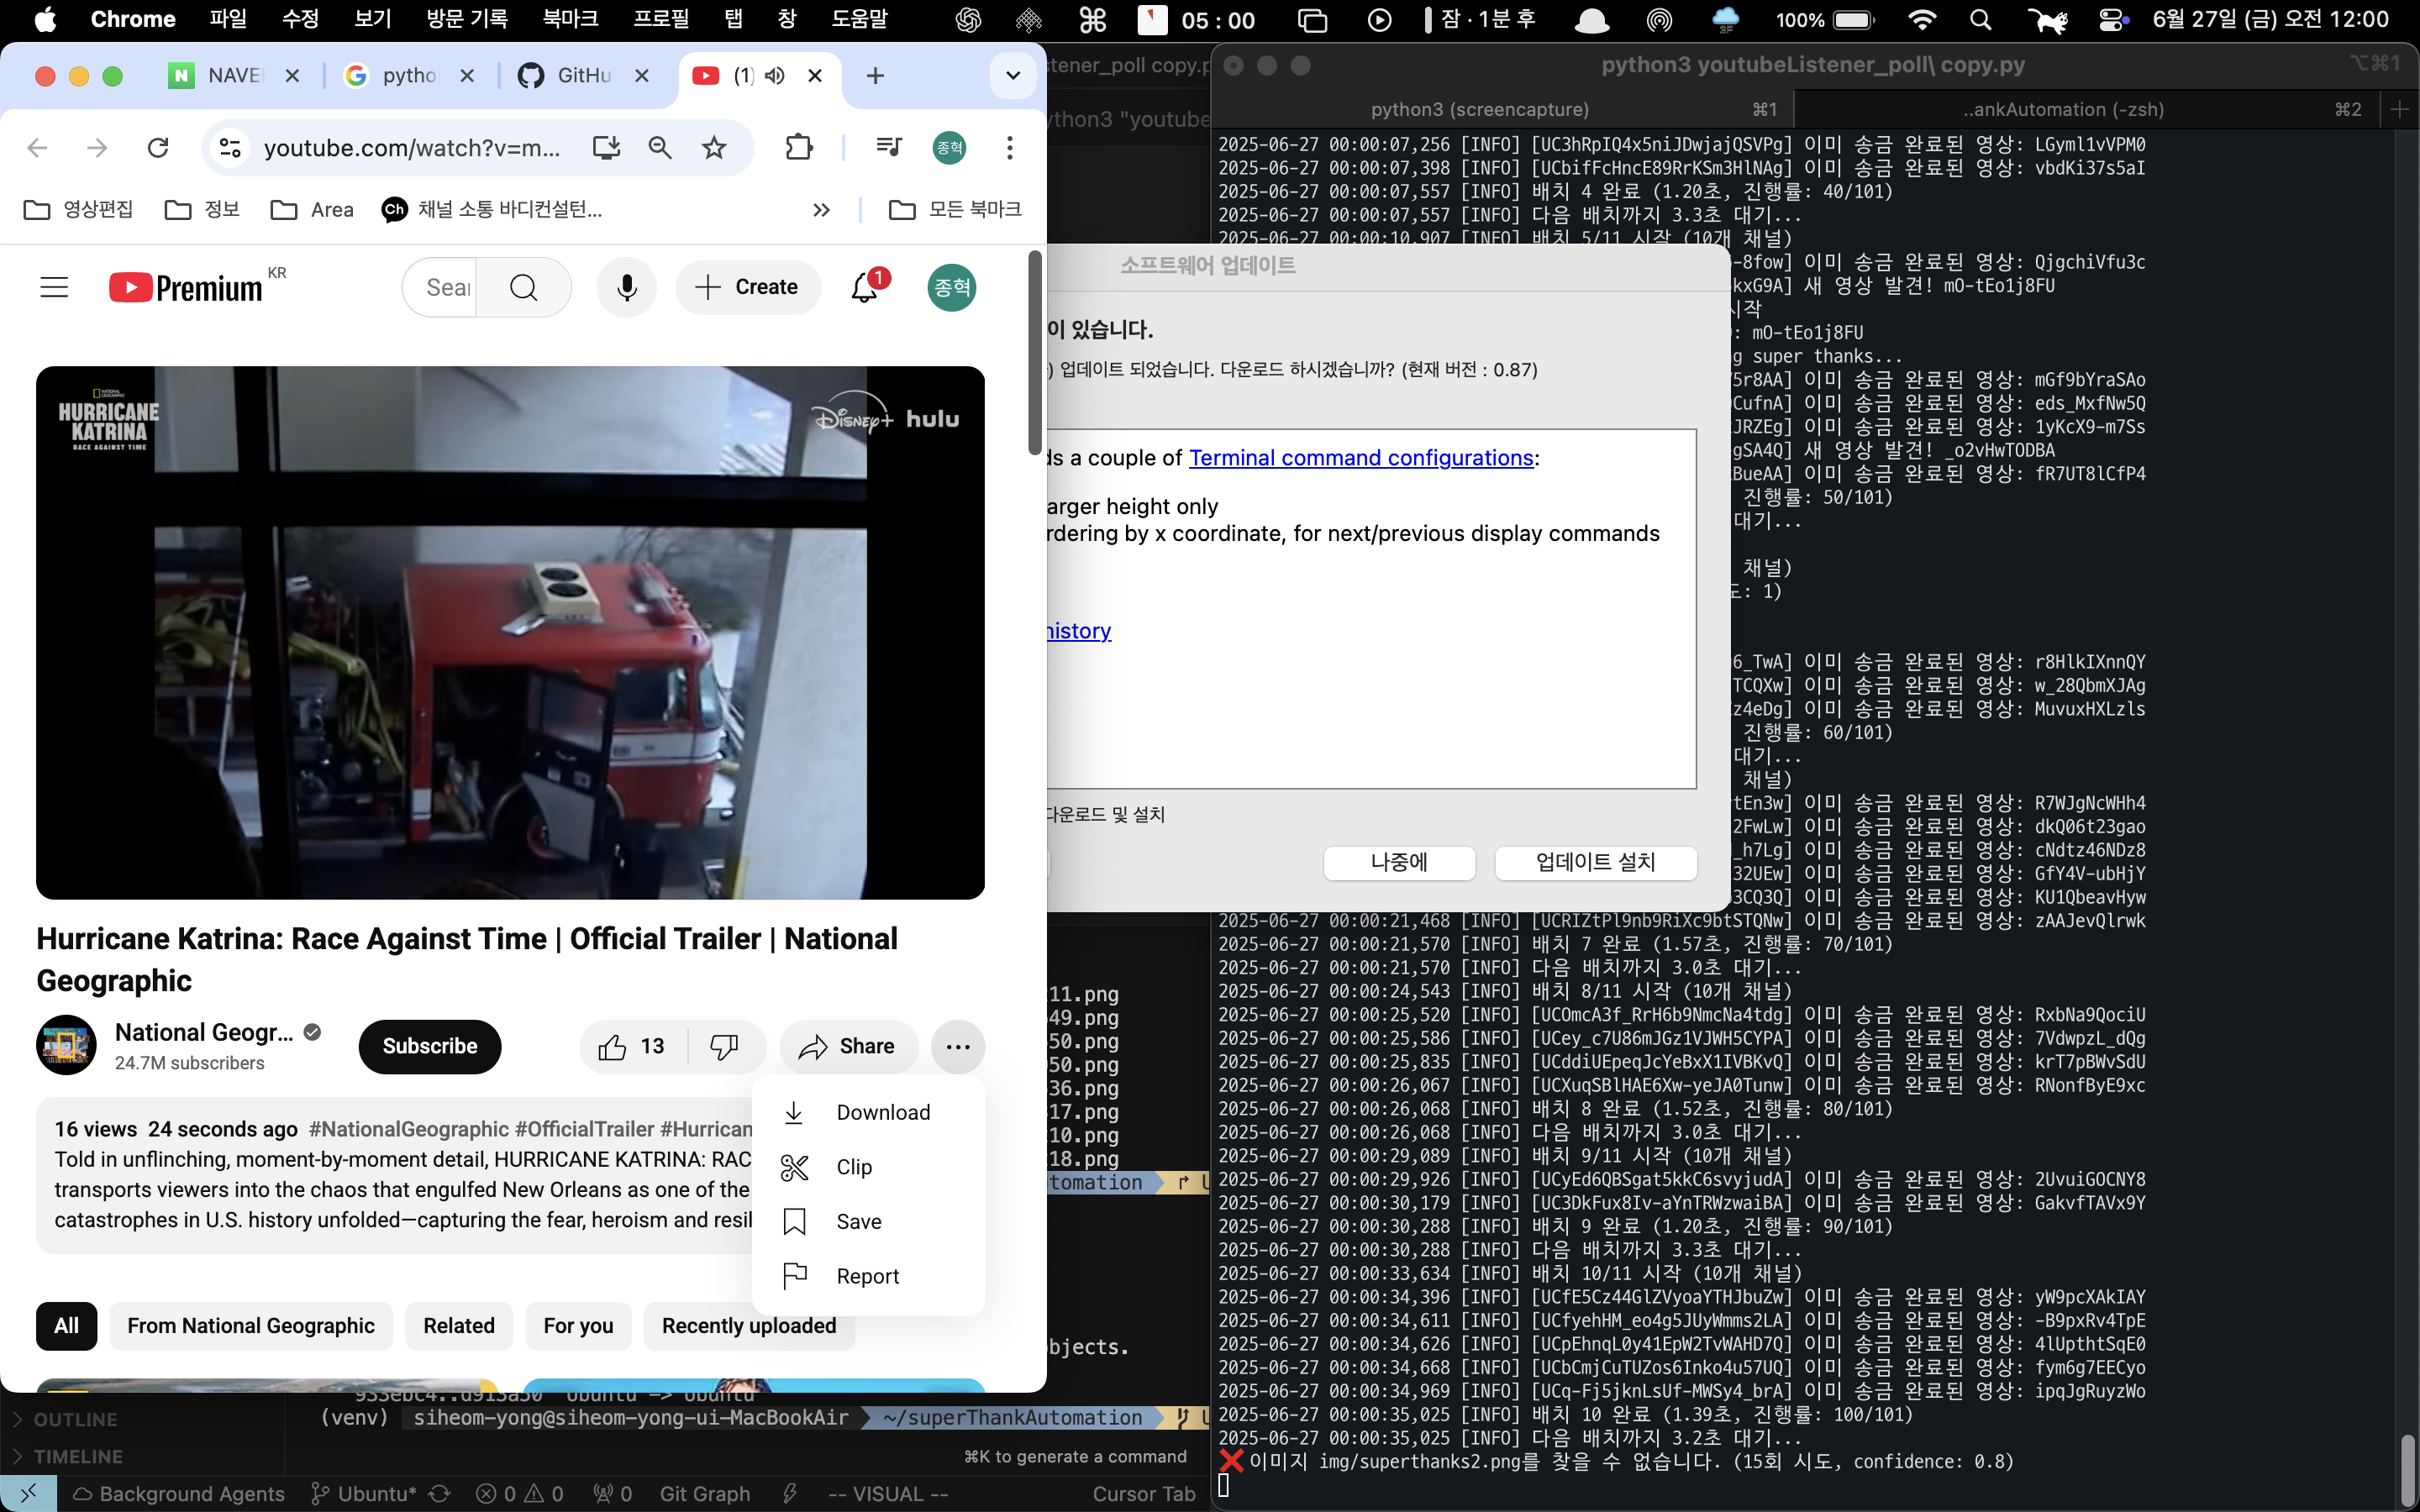 Chrome 파일 수정 보기 방문 기록 북마크 프로필 탭 창 도움말 05 : 00 잠 · 1분 후 3F 100% 6월 27일 (금) 오전 12:00
NAVE pytho GitHu (1)
youtube.com/watch?v=m... 종혁
영상편집 정보 Area Ch 채널 소통 바디컨설턴... 모든 북마크
Premium KR Sear Create 1 종혁
NATIONAL GEOGRAPHIC
HURRICANE
KATRINA
RACE AGAINST TIME
Disney+ hulu
Hurricane Katrina: Race Against Time | Official Trailer | National
Geographic
National Geogr...
24.7M subscribers
Subscribe 13 Share
16 views 24 seconds ago #NationalGeographic #OfficialTrailer #Hurrican
Told in unflinching, moment-by-moment detail, HURRICANE KATRINA: RAC
transports viewers into the chaos that engulfed New Orleans as one of the
catastrophes in U.S. history unfolded—capturing the fear, heroism and resil
Download
Clip
Save
Report
All From National Geographic Related For you Recently uploaded
stener_poll copy.p
ython3 "youtube
소프트웨어 업데이트
이 있습니다.
) 업데이트 되었습니다. 다운로드 하시겠습니까? (현재 버전 : 0.87)
ds a couple of Terminal command configurations:
arger height only
rdering by x coordinate, for next/previous display commands
history
다운로드 및 설치
나중에 업데이트 설치
11.png
49.png
50.png
50.png
36.png
17.png
10.png
18.png
tomation
bjects.
933ebc4..d913a50 Ubuntu -> Ubuntu
(venv) siheom-yong@siheom-yong-ui-MacBookAir ~/superThankAutomation
⌘K to generate a command
OUTLINE
TIMELINE
Background Agents Ubuntu* 0 0 0 Git Graph -- VISUAL -- Cursor Tab
python3 youtubeListener_poll\ copy.py ⌥⌘1
python3 (screencapture) ⌘1 ..ankAutomation (-zsh) ⌘2
2025-06-27 00:00:07,256 [INFO] [UC3hRpIQ4x5niJDwjajQSVPg] 이미 송금 완료된 영상: LGyml1vVPM0
2025-06-27 00:00:07,398 [INFO] [UCbifFcHncE89RrKSm3HlNAg] 이미 송금 완료된 영상: vbdKi37s5aI
2025-06-27 00:00:07,557 [INFO] 배치 4 완료 (1.20초, 진행률: 40/101)
2025-06-27 00:00:07,557 [INFO] 다음 배치까지 3.3초 대기...
2025-06-27 00:00:10,907 [INFO] 배치 5/11 시작 (10개 채널)
-8fow] 이미 송금 완료된 영상: QjgchiVfu3c
kxG9A] 새 영상 발견! mO-tEo1j8FU
시작
: mO-tEo1j8FU
g super thanks...
5r8AA] 이미 송금 완료된 영상: mGf9bYraSAo
CufnA] 이미 송금 완료된 영상: eds_MxfNw5Q
JRZEg] 이미 송금 완료된 영상: 1yKcX9-m7Ss
gSA4Q] 새 영상 발견! _o2vHwTODBA
BueAA] 이미 송금 완료된 영상: fR7UT8lCfP4
진행률: 50/101)
대기...
채널)
도: 1)
6_TwA] 이미 송금 완료된 영상: r8HlkIXnnQY
TCQXw] 이미 송금 완료된 영상: w_28QbmXJAg
z4eDg] 이미 송금 완료된 영상: MuvuxHXLzls
진행률: 60/101)
대기...
채널)
tEn3w] 이미 송금 완료된 영상: R7WJgNcWHh4
2FwLw] 이미 송금 완료된 영상: dkQ06t23gao
_h7Lg] 이미 송금 완료된 영상: cNdtz46NDz8
32UEw] 이미 송금 완료된 영상: GfY4V-ubHjY
3CQ3Q] 이미 송금 완료된 영상: KU1QbeavHyw
2025-06-27 00:00:21,468 [INFO] [UCRIZtPl9nb9RiXc9btSTQNw] 이미 송금 완료된 영상: zAAJevQlrwk
2025-06-27 00:00:21,570 [INFO] 배치 7 완료 (1.57초, 진행률: 70/101)
2025-06-27 00:00:21,570 [INFO] 다음 배치까지 3.0초 대기...
2025-06-27 00:00:24,543 [INFO] 배치 8/11 시작 (10개 채널)
2025-06-27 00:00:25,520 [INFO] [UCOmcA3f_RrH6b9NmcNa4tdg] 이미 송금 완료된 영상: RxbNa9QociU
2025-06-27 00:00:25,586 [INFO] [UCey_c7U86mJGz1VJWH5CYPA] 이미 송금 완료된 영상: 7VdwpzL_dQg
2025-06-27 00:00:25,835 [INFO] [UCddiUEpeqJcYeBxX1IVBKvQ] 이미 송금 완료된 영상: krT7pBWvSdU
2025-06-27 00:00:26,067 [INFO] [UCXuqSBlHAE6Xw-yeJA0Tunw] 이미 송금 완료된 영상: RNonfByE9xc
2025-06-27 00:00:26,068 [INFO] 배치 8 완료 (1.52초, 진행률: 80/101)
2025-06-27 00:00:26,068 [INFO] 다음 배치까지 3.0초 대기...
2025-06-27 00:00:29,089 [INFO] 배치 9/11 시작 (10개 채널)
2025-06-27 00:00:29,926 [INFO] [UCyEd6QBSgat5kkC6svyjudA] 이미 송금 완료된 영상: 2UvuiGOCNY8
2025-06-27 00:00:30,179 [INFO] [UC3DkFux8Iv-aYnTRWzwaiBA] 이미 송금 완료된 영상: GakvfTAVx9Y
2025-06-27 00:00:30,288 [INFO] 배치 9 완료 (1.20초, 진행률: 90/101)
2025-06-27 00:00:30,288 [INFO] 다음 배치까지 3.3초 대기...
2025-06-27 00:00:33,634 [INFO] 배치 10/11 시작 (10개 채널)
2025-06-27 00:00:34,396 [INFO] [UCfE5Cz44GlZVyoaYTHJbuZw] 이미 송금 완료된 영상: yW9pcXAkIAY
2025-06-27 00:00:34,611 [INFO] [UCfyehHM_eo4g5JUyWmms2LA] 이미 송금 완료된 영상: -B9pxRv4TpE
2025-06-27 00:00:34,626 [INFO] [UCpEhnqL0y41EpW2TvWAHD7Q] 이미 송금 완료된 영상: 4lUpthtSqE0
2025-06-27 00:00:34,668 [INFO] [UCbCmjCuTUZos6Inko4u57UQ] 이미 송금 완료된 영상: fym6g7EECyo
2025-06-27 00:00:34,969 [INFO] [UCq-Fj5jknLsUf-MWSy4_brA] 이미 송금 완료된 영상: ipqJgRuyzWo
2025-06-27 00:00:35,025 [INFO] 배치 10 완료 (1.39초, 진행률: 100/101)
2025-06-27 00:00:35,025 [INFO] 다음 배치까지 3.2초 대기...
❌ 이미지 img/superthanks2.png를 찾을 수 없습니다. (15회 시도, confidence: 0.8)